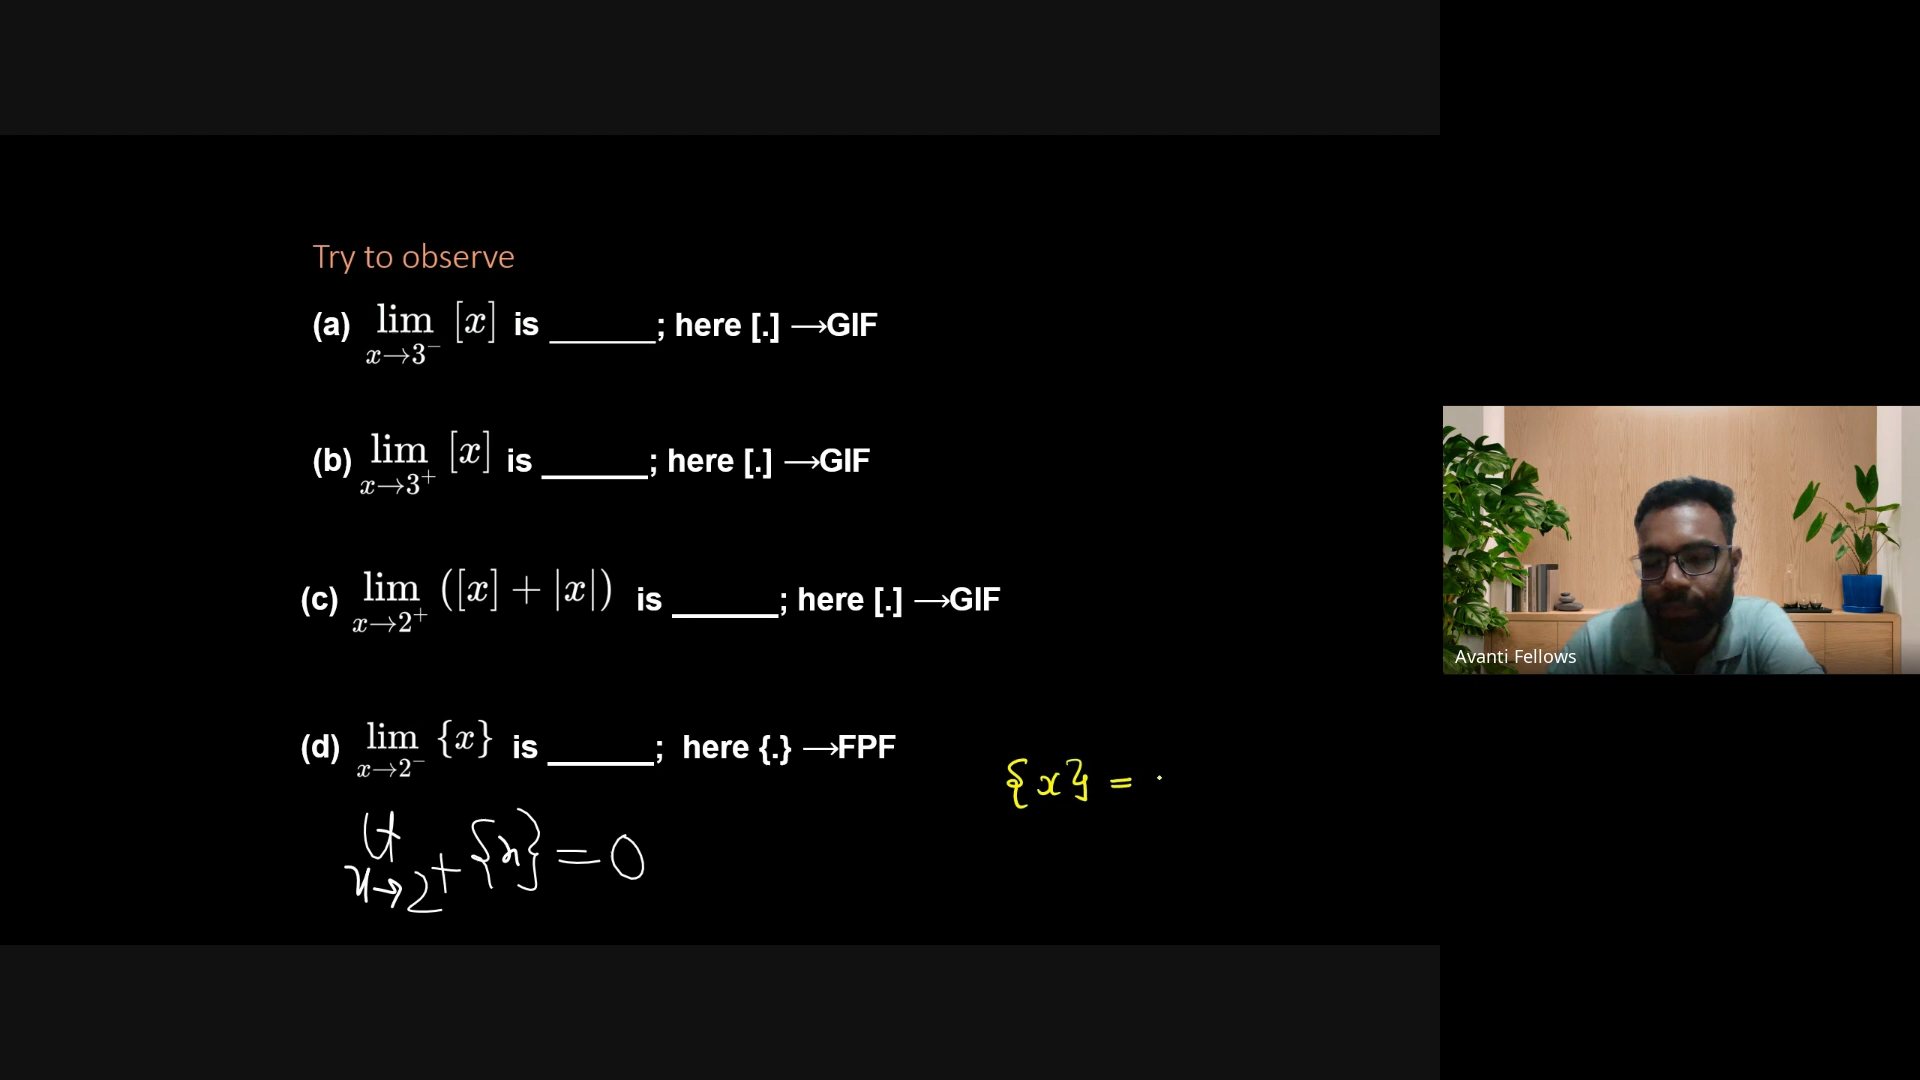 Try to observe
(a) lim x→3⁻ [x] is ______; here [.] →GIF
(b) lim x→3⁺ [x] is ______; here [.] →GIF
(c) lim x→2⁺ ([x] + |x|) is ______; here [.] →GIF
(d) lim x→2⁻ {x} is ______; here {.} →FPF
{x} = .
lt x→2+ {x} = 0
Avanti Fellows